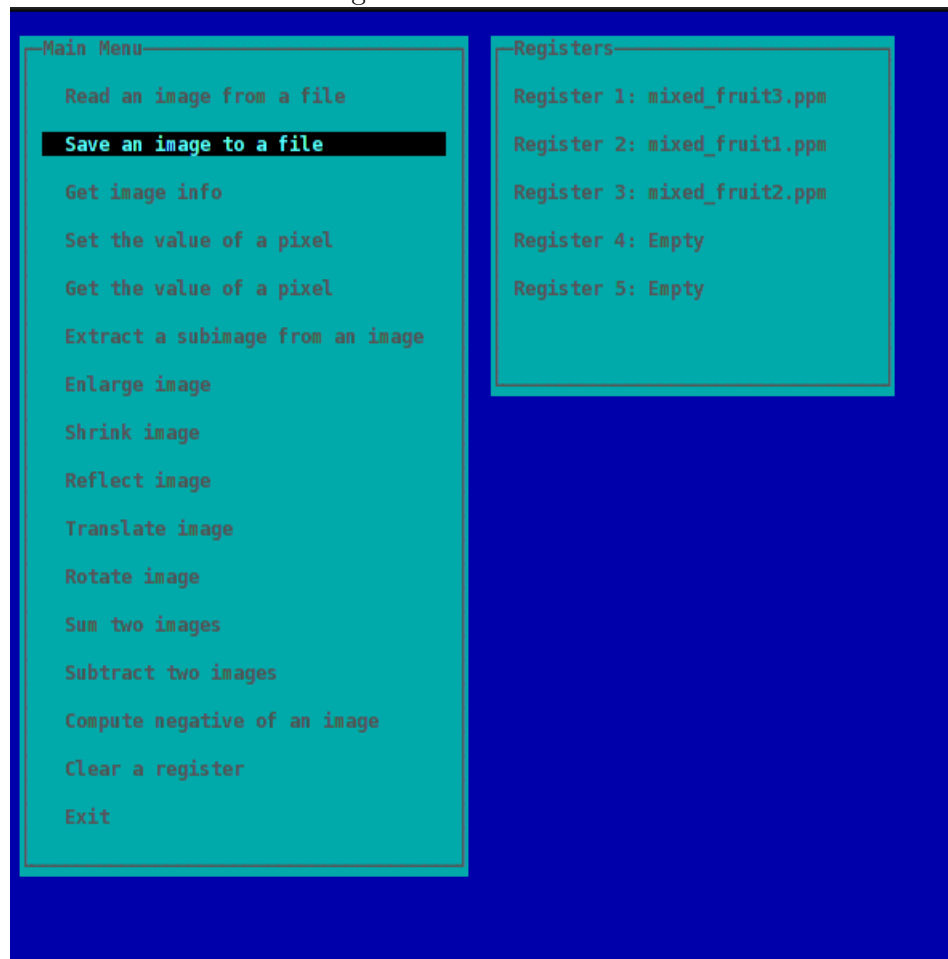 Main Menu
Read an image from a file
Save an image to a file
Get image info
Set the value of a pixel
Get the value of a pixel
Extract a subimage from an image
Enlarge image
Shrink image
Reflect image
Translate image
Rotate image
Sum two images
Subtract two images
Compute negative of an image
Clear a register
Exit
Registers
Register 1: mixed_fruit3.ppm
Register 2: mixed_fruit1.ppm
Register 3: mixed_fruit2.ppm
Register 4: Empty
Register 5: Empty